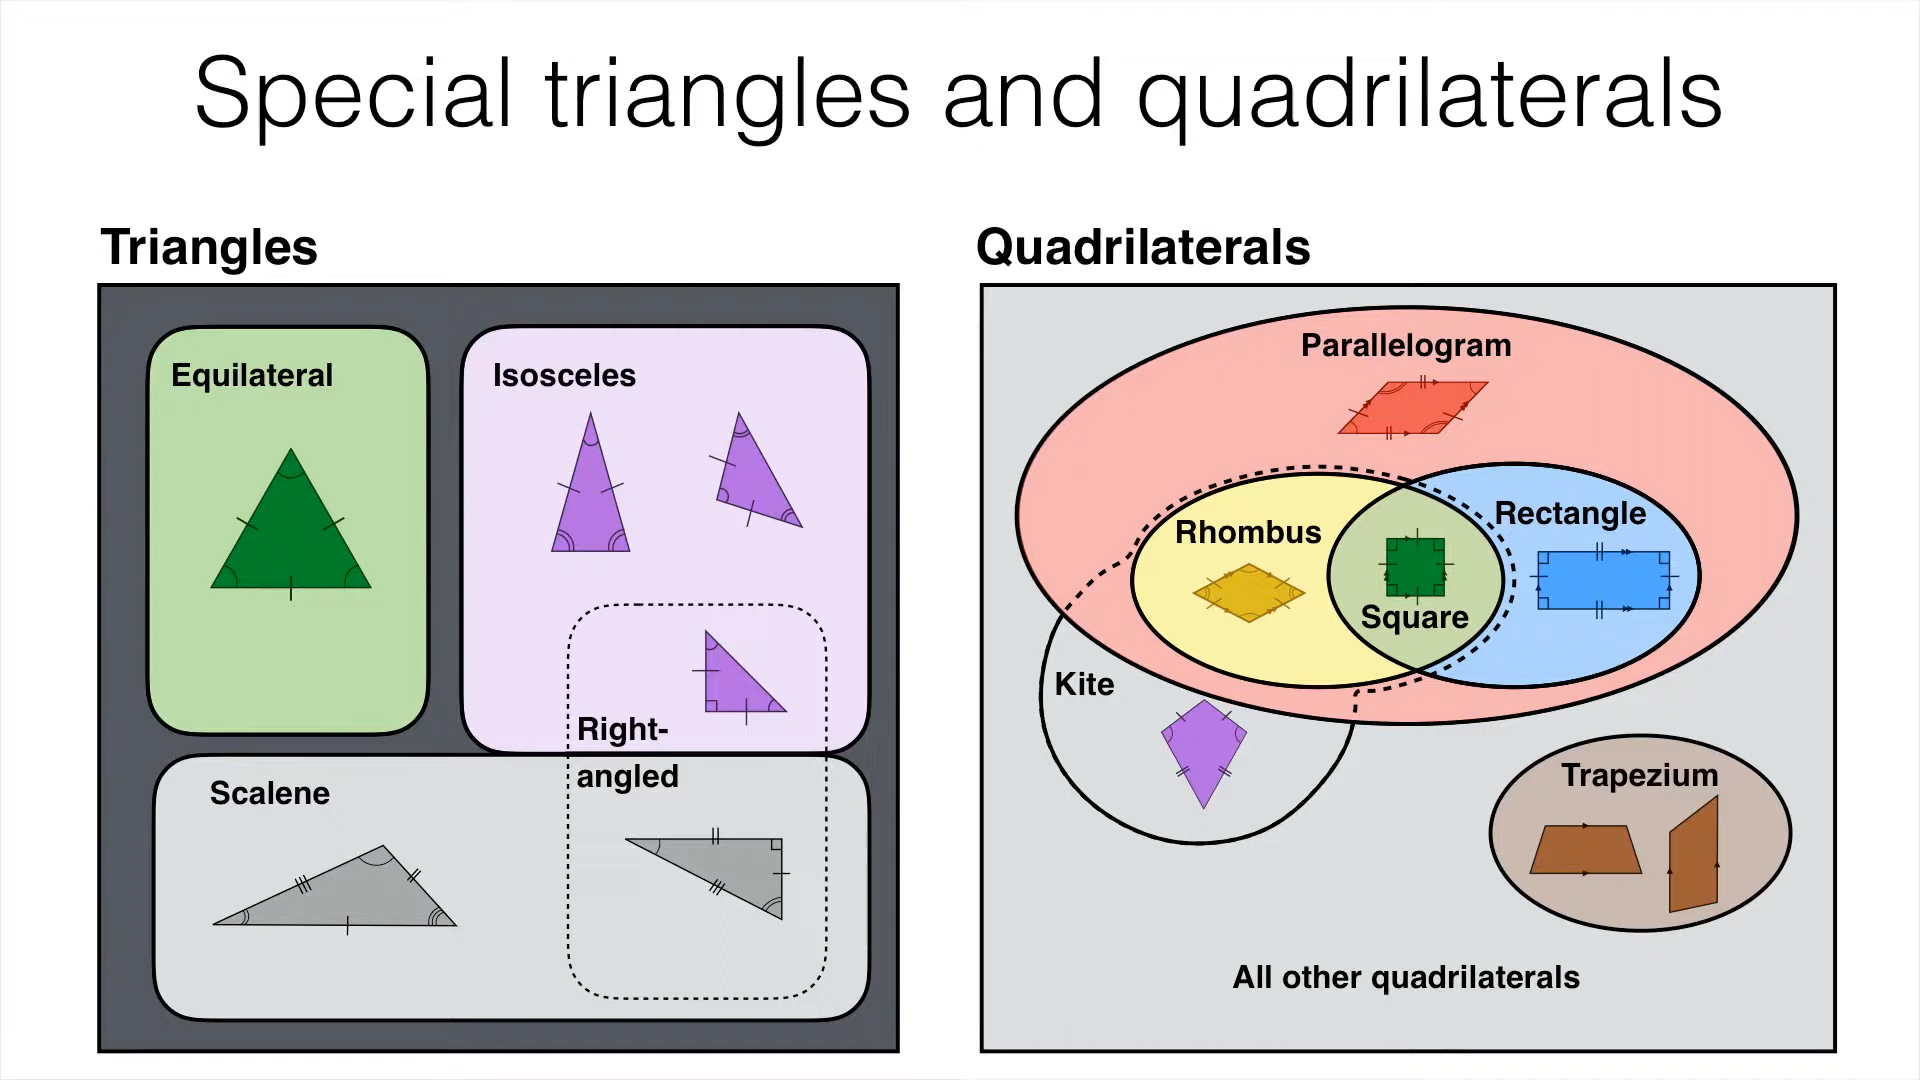 Special triangles and quadrilaterals
Triangles
Equilateral
Isosceles
Right-
angled
Scalene
Quadrilaterals
Parallelogram
Rhombus
Rectangle
Square
Kite
Trapezium
All other quadrilaterals